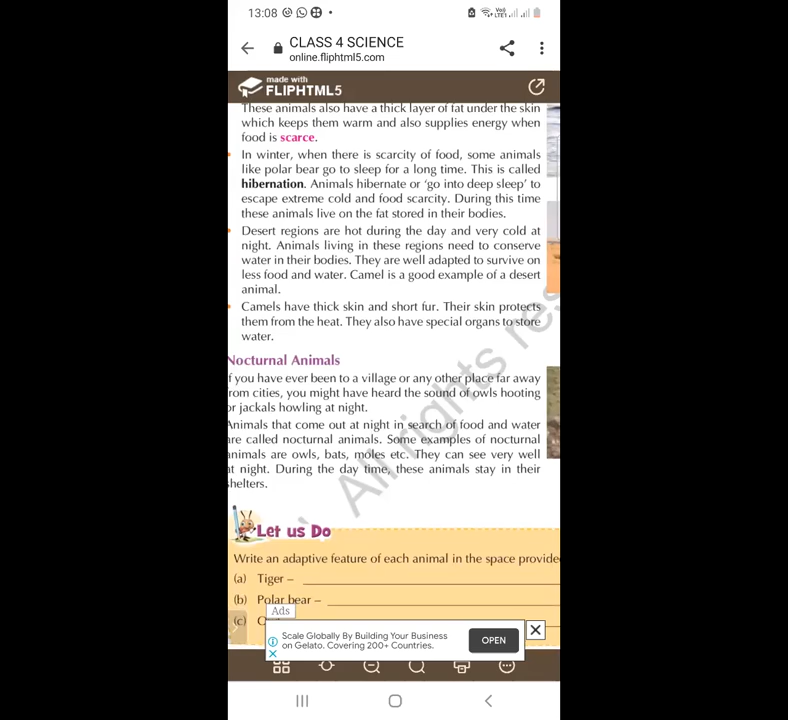 13:08
CLASS 4 SCIENCE
online.fliphtml5.com
made with
FLIPHTML5
These animals also have a thick layer of fat under the skin
which keeps them warm and also supplies energy when
food is scarce.
In winter, when there is scarcity of food, some animals
like polar bear go to sleep for a long time. This is called
hibernation. Animals hibernate or 'go into deep sleep' to
escape extreme cold and food scarcity. During this time
these animals live on the fat stored in their bodies.
Desert regions are hot during the day and very cold at
night. Animals living in these regions need to conserve
water in their bodies. They are well adapted to survive on
less food and water. Camel is a good example of a desert
animal.
Camels have thick skin and short fur. Their skin protects
them from the heat. They also have special organs to store
water.
Nocturnal Animals
f you have ever been to a village or any other place far away
rom cities, you might have heard the sound of owls hooting
or jackals howling at night.
Animals that come out at night in search of food and water
are called nocturnal animals. Some examples of nocturnal
animals are owls, bats, moles etc. They can see very well
at night. During the day time, these animals stay in their
shelters.
All rights res
Let us Do
Write an adaptive feature of each animal in the space provide
(a) Tiger –
(b) Polar bear –
(c)
Ads
Scale Globally By Building Your Business
on Gelato. Covering 200+ Countries.
OPEN